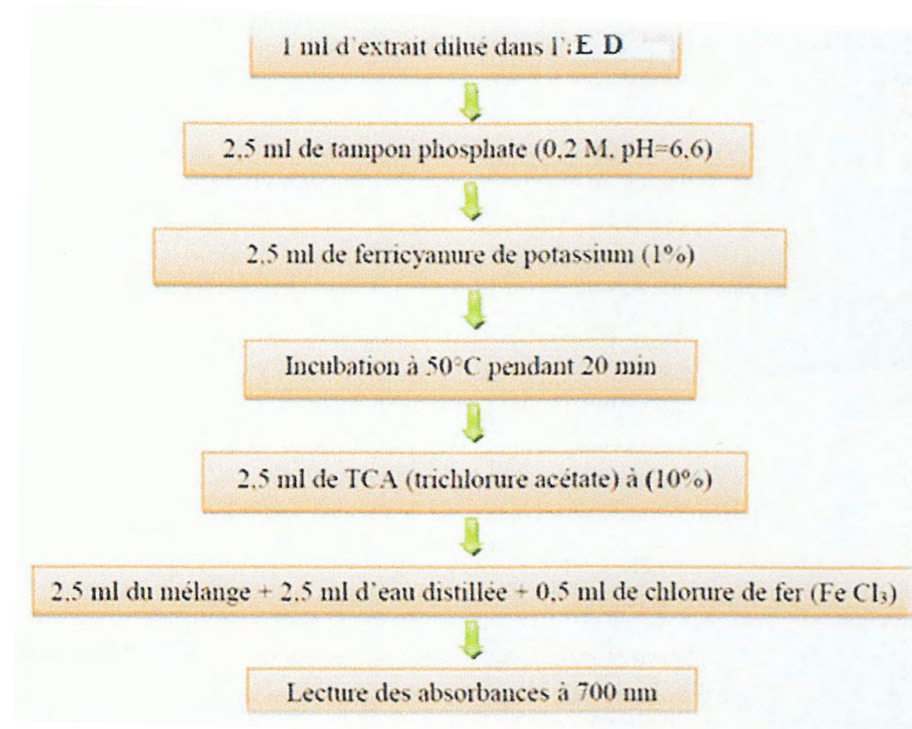 1 ml d'extrait dilué dans l': E D
2,5 ml de tampon phosphate (0,2 M, pH=6,6)
2,5 ml de ferricyanure de potassium (1%)
Incubation à 50°C pendant 20 min
2,5 ml de TCA (trichlorure acétate) à (10%)
2,5 ml du mélange + 2,5 ml d'eau distillée + 0,5 ml de chlorure de fer (Fe Cl₃)
Lecture des absorbances à 700 nm